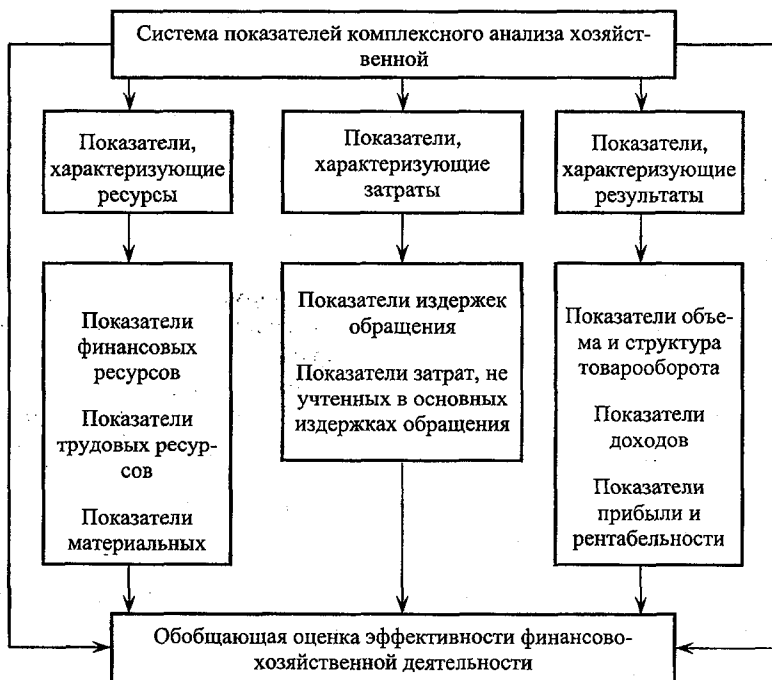 Система показателей комплексного анализа хозяйст-
венной
Показатели,
характеризующие
ресурсы
Показатели,
характеризующие
затраты
Показатели,
характеризующие
результаты
Показатели
финансовых
ресурсов
Показатели
трудовых ресур-
сов
Показатели
материальных
Показатели издержек
обращения
Показатели затрат, не
учтенных в основных
издержках обращения
Показатели объе-
ма и структура
товарооборота
Показатели
доходов
Показатели
прибыли и
рентабельности
Обобщающая оценка эффективности финансово-
хозяйственной деятельности